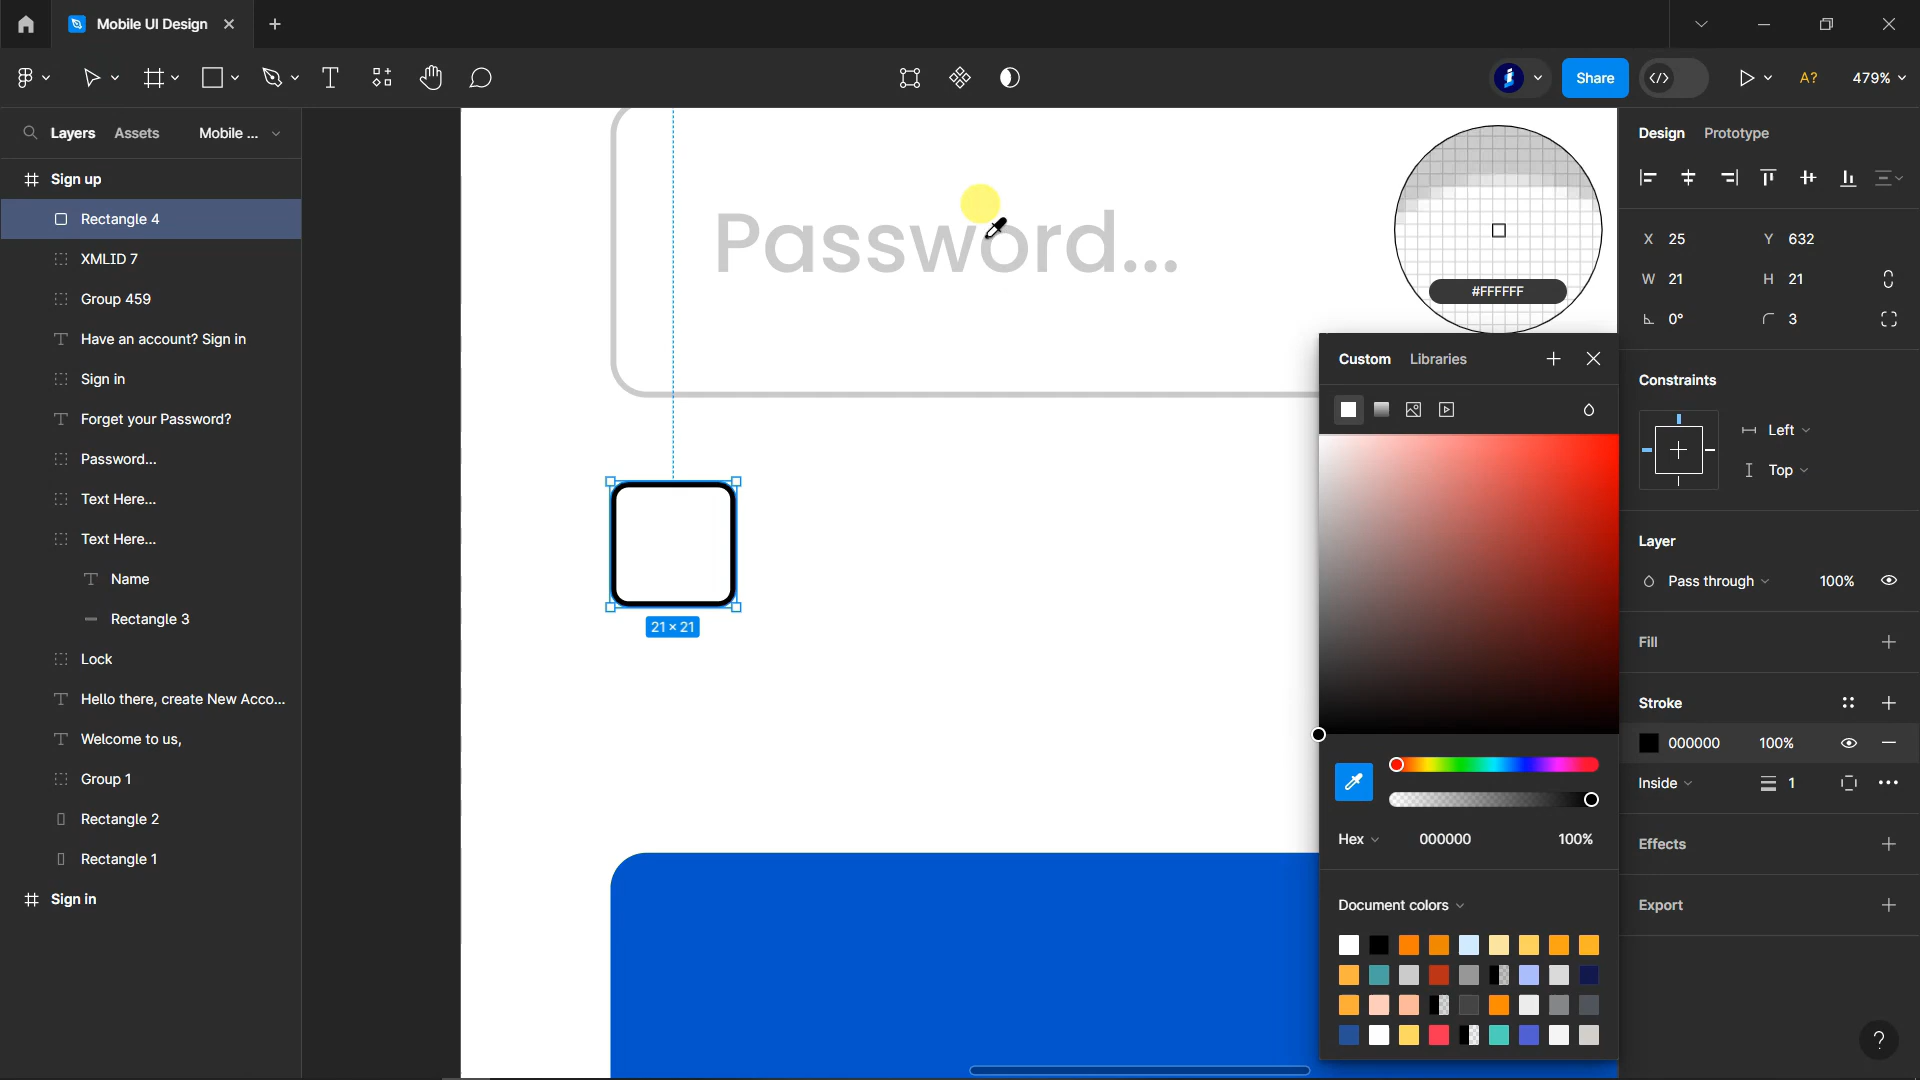 Mobile UI Design
Share
A?
479%
Layers
Assets
Mobile ...
Sign up
Rectangle 4
XMLID 7
Group 459
Have an account? Sign in
Sign in
Forget your Password?
Password...
Text Here...
Text Here...
Name
Rectangle 3
Lock
Hello there, create New Acco...
Welcome to us,
Group 1
Rectangle 2
Rectangle 1
Sign in
Password...
21 × 21
#FFFFFF
Custom
Libraries
Hex
000000
100%
Document colors
Design
Prototype
X 25
Y 632
W 21
H 21
0°
3
Constraints
Left
Top
Layer
Pass through
100%
Fill
Stroke
000000
100%
Inside
1
Effects
Export
?